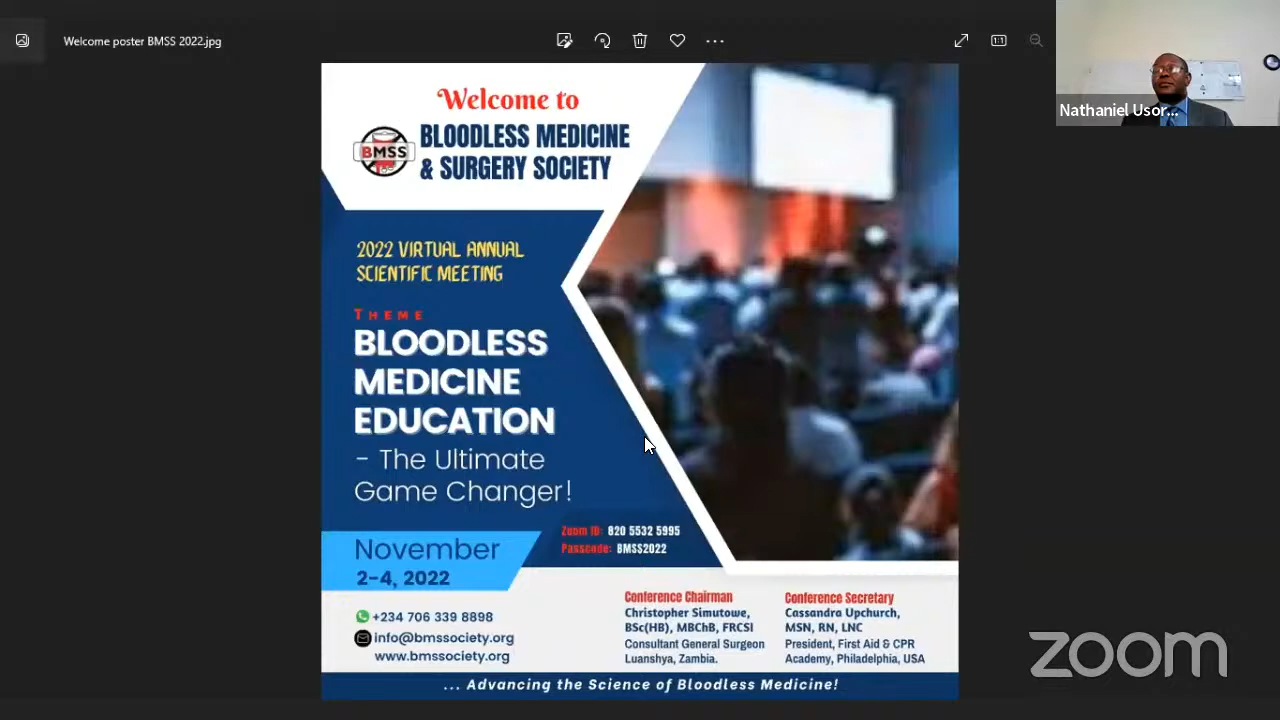 Welcome poster BMSS 2022.jpg
Nathaniel Usor...
Welcome to
BMSS
BLOODLESS MEDICINE
& SURGERY SOCIETY
2022 VIRTUAL ANNUAL
SCIENTIFIC MEETING
THEME
BLOODLESS
MEDICINE
EDUCATION
- The Ultimate
Game Changer!
Zoom ID: 820 5532 5995
Passcode: BMSS2022
November
2-4, 2022
+234 706 339 8898
info@bmssociety.org
www.bmssociety.org
Conference Chairman
Christopher Simutowe,
BSc(HB), MBChB, FRCSI
Consultant General Surgeon
Luanshya, Zambia.
Conference Secretary
Cassandra Upchurch,
MSN, RN, LNC
President, First Aid & CPR
Academy, Philadelphia, USA
... Advancing the Science of Bloodless Medicine!
zoom